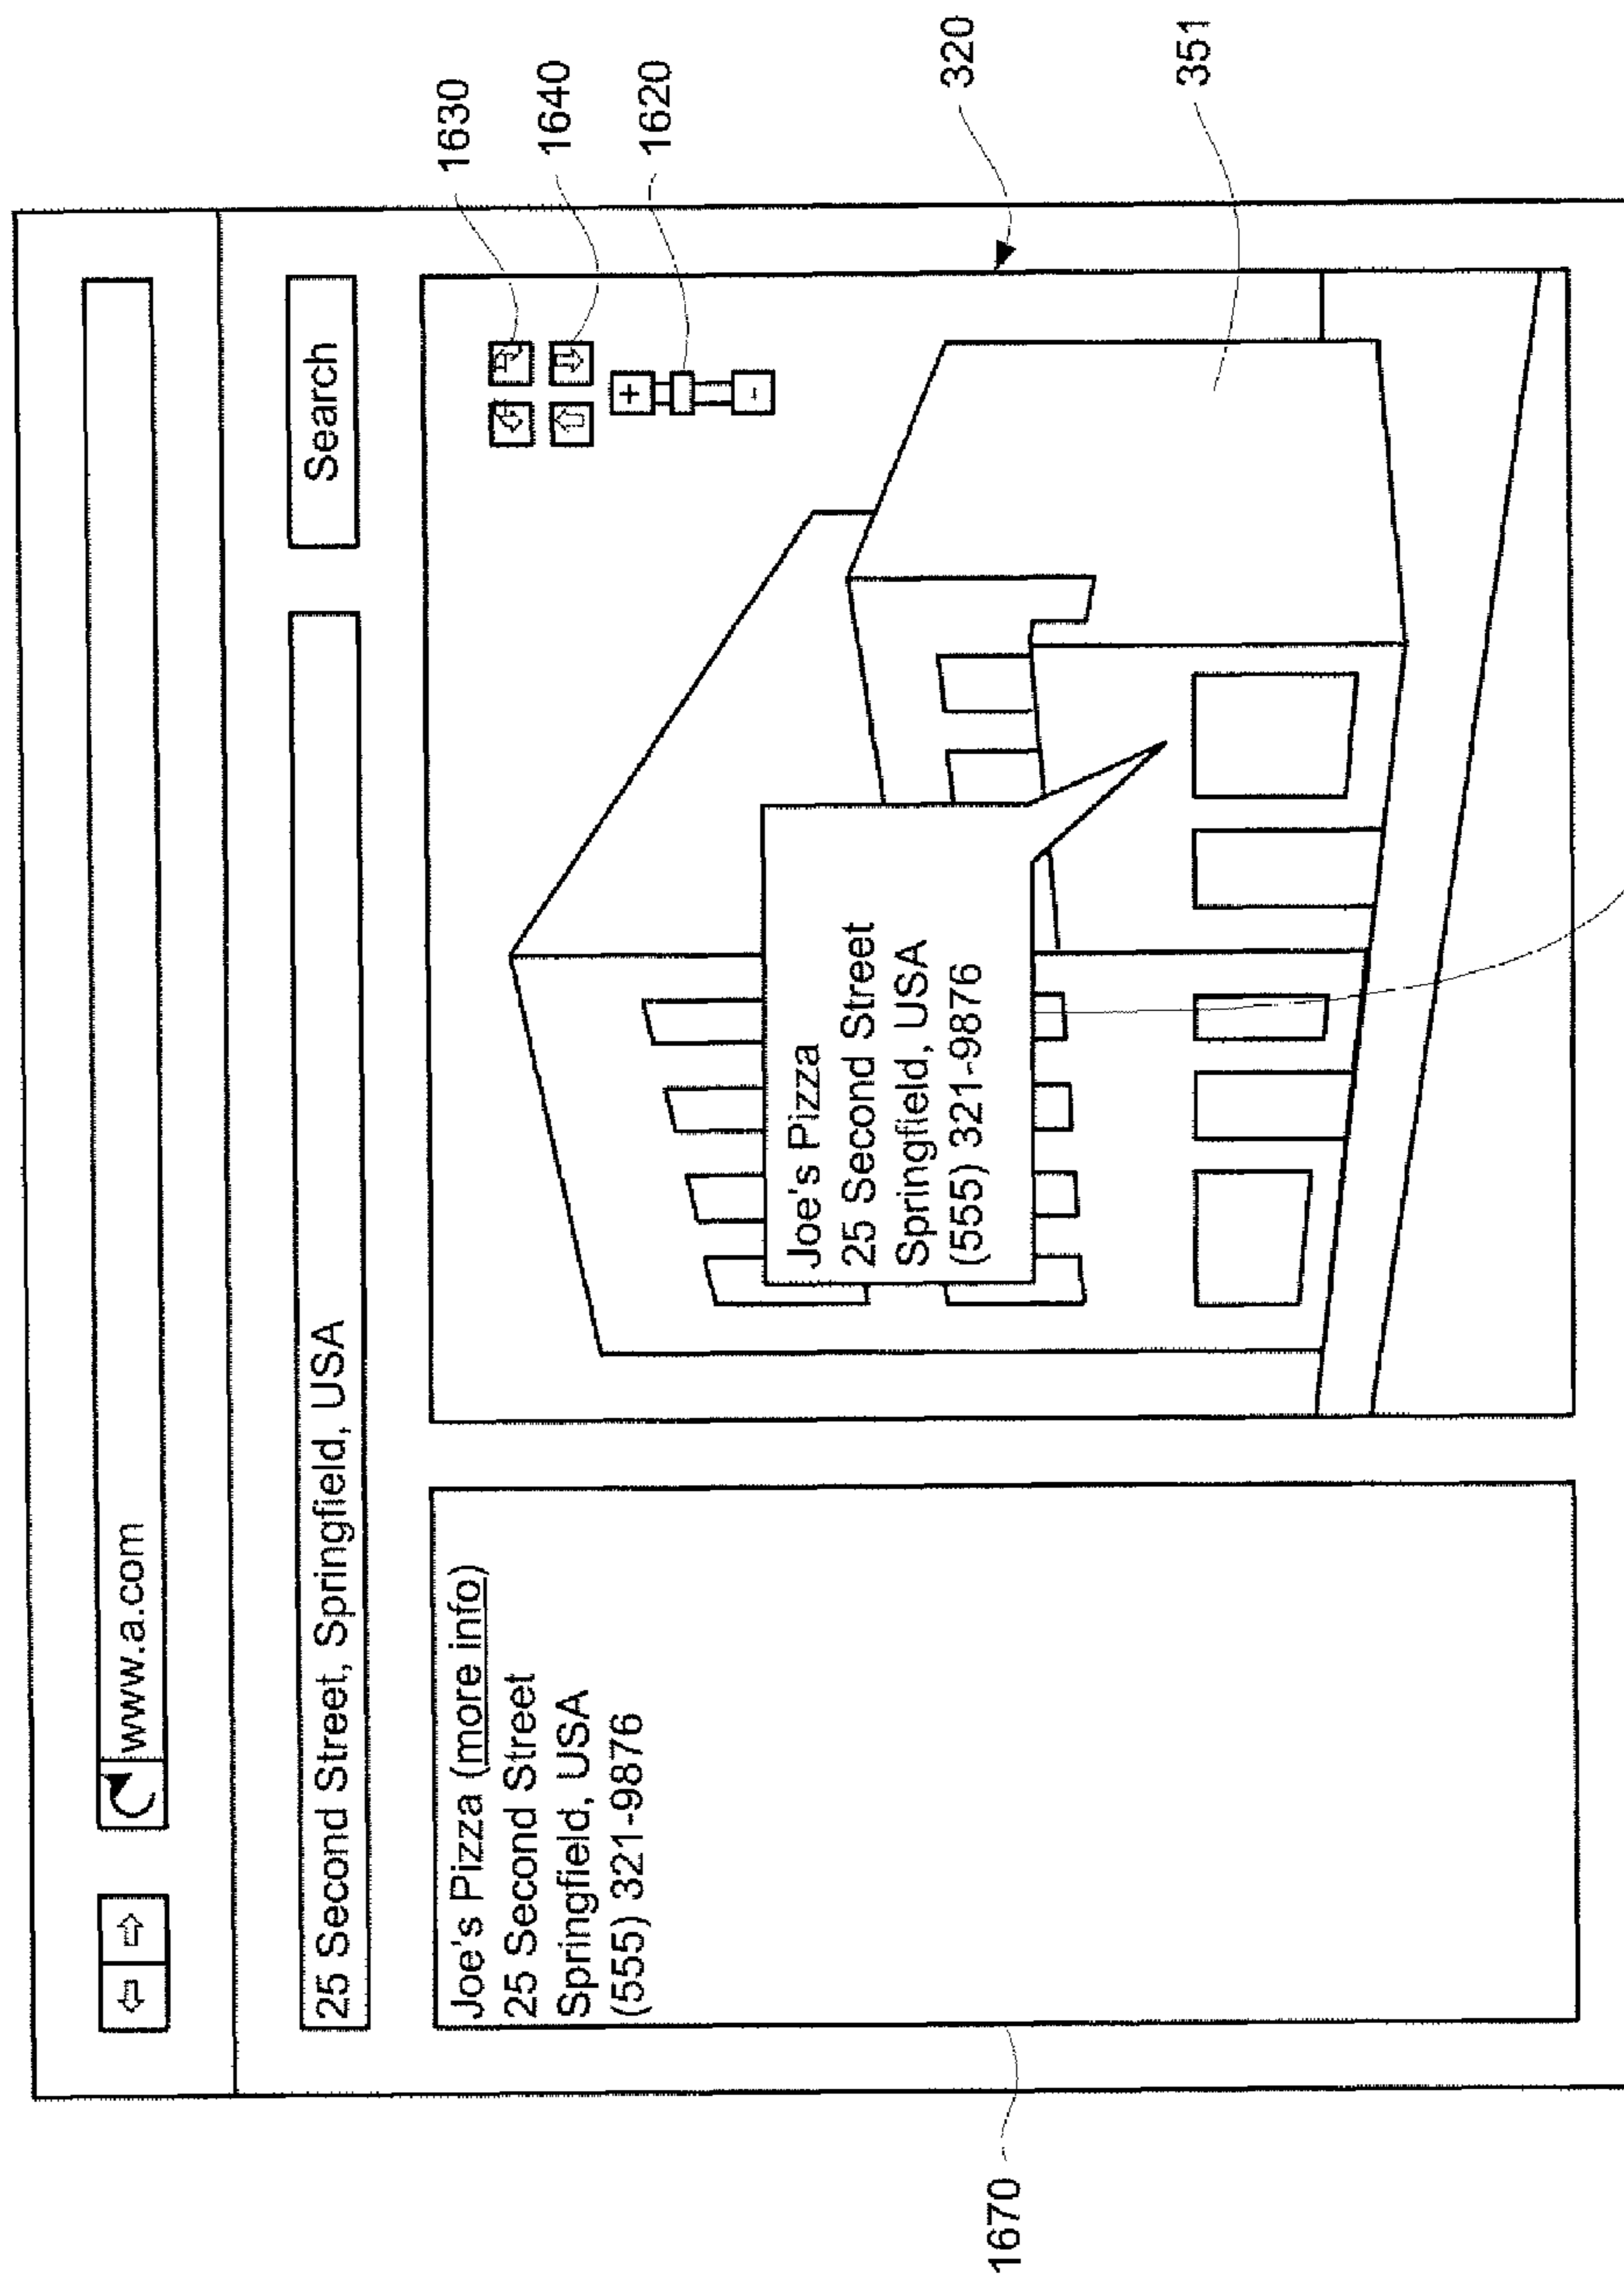 www.a.com
25 Second Street, Springfield, USA
Search
Joe's Pizza (more info)
25 Second Street
Springfield, USA
(555) 321-9876
Joe's Pizza
25 Second Street
Springfield, USA
(555) 321-9876
+
-
1630
1640
1620
320
351
1670